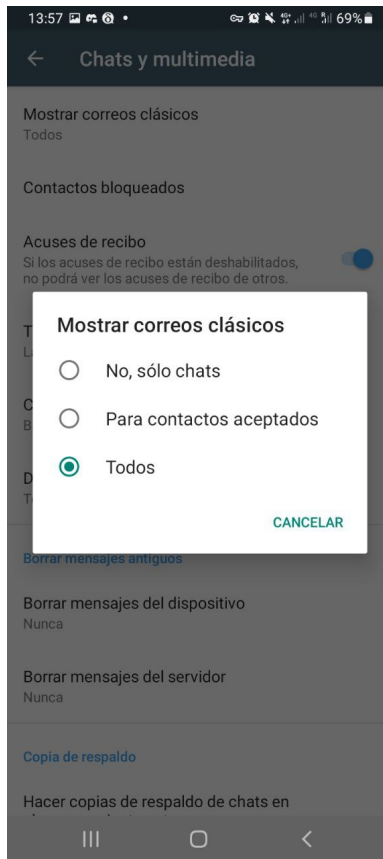 13:57
4G 69%
Chats y multimedia
Mostrar correos clásicos
Todos
Contactos bloqueados
Acuses de recibo
Si los acuses de recibo están deshabilitados,
no podrá ver los acuses de recibo de otros.
Mostrar correos clásicos
No, sólo chats
Para contactos aceptados
Todos
CANCELAR
Borrar mensajes antiguos
Borrar mensajes del dispositivo
Nunca
Borrar mensajes del servidor
Nunca
Copia de respaldo
Hacer copias de respaldo de chats en